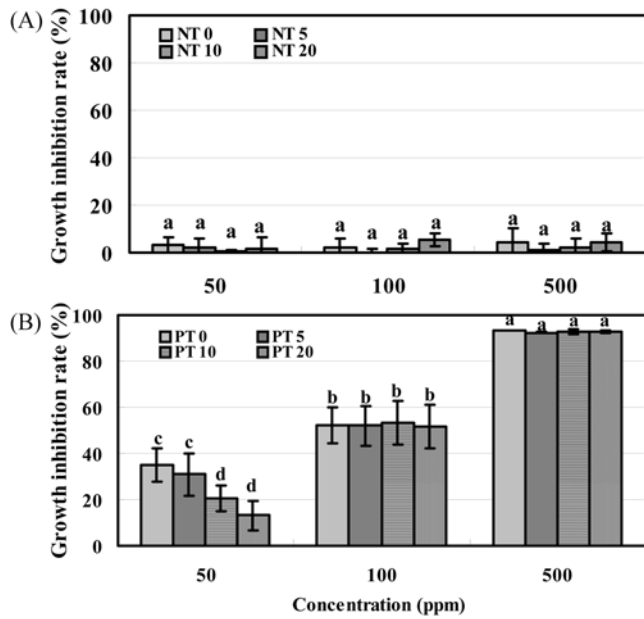 (A)
Growth inhibition rate (%)
100
80
60
40
20
0
NT 0 NT 5
NT 10 NT 20
a a a a a a a a a a a a
50 100 500
(B)
Growth inhibition rate (%)
100
80
60
40
20
0
PT 0 PT 5
PT 10 PT 20
c c d d b b b b a a a a
50 100 500
Concentration (ppm)